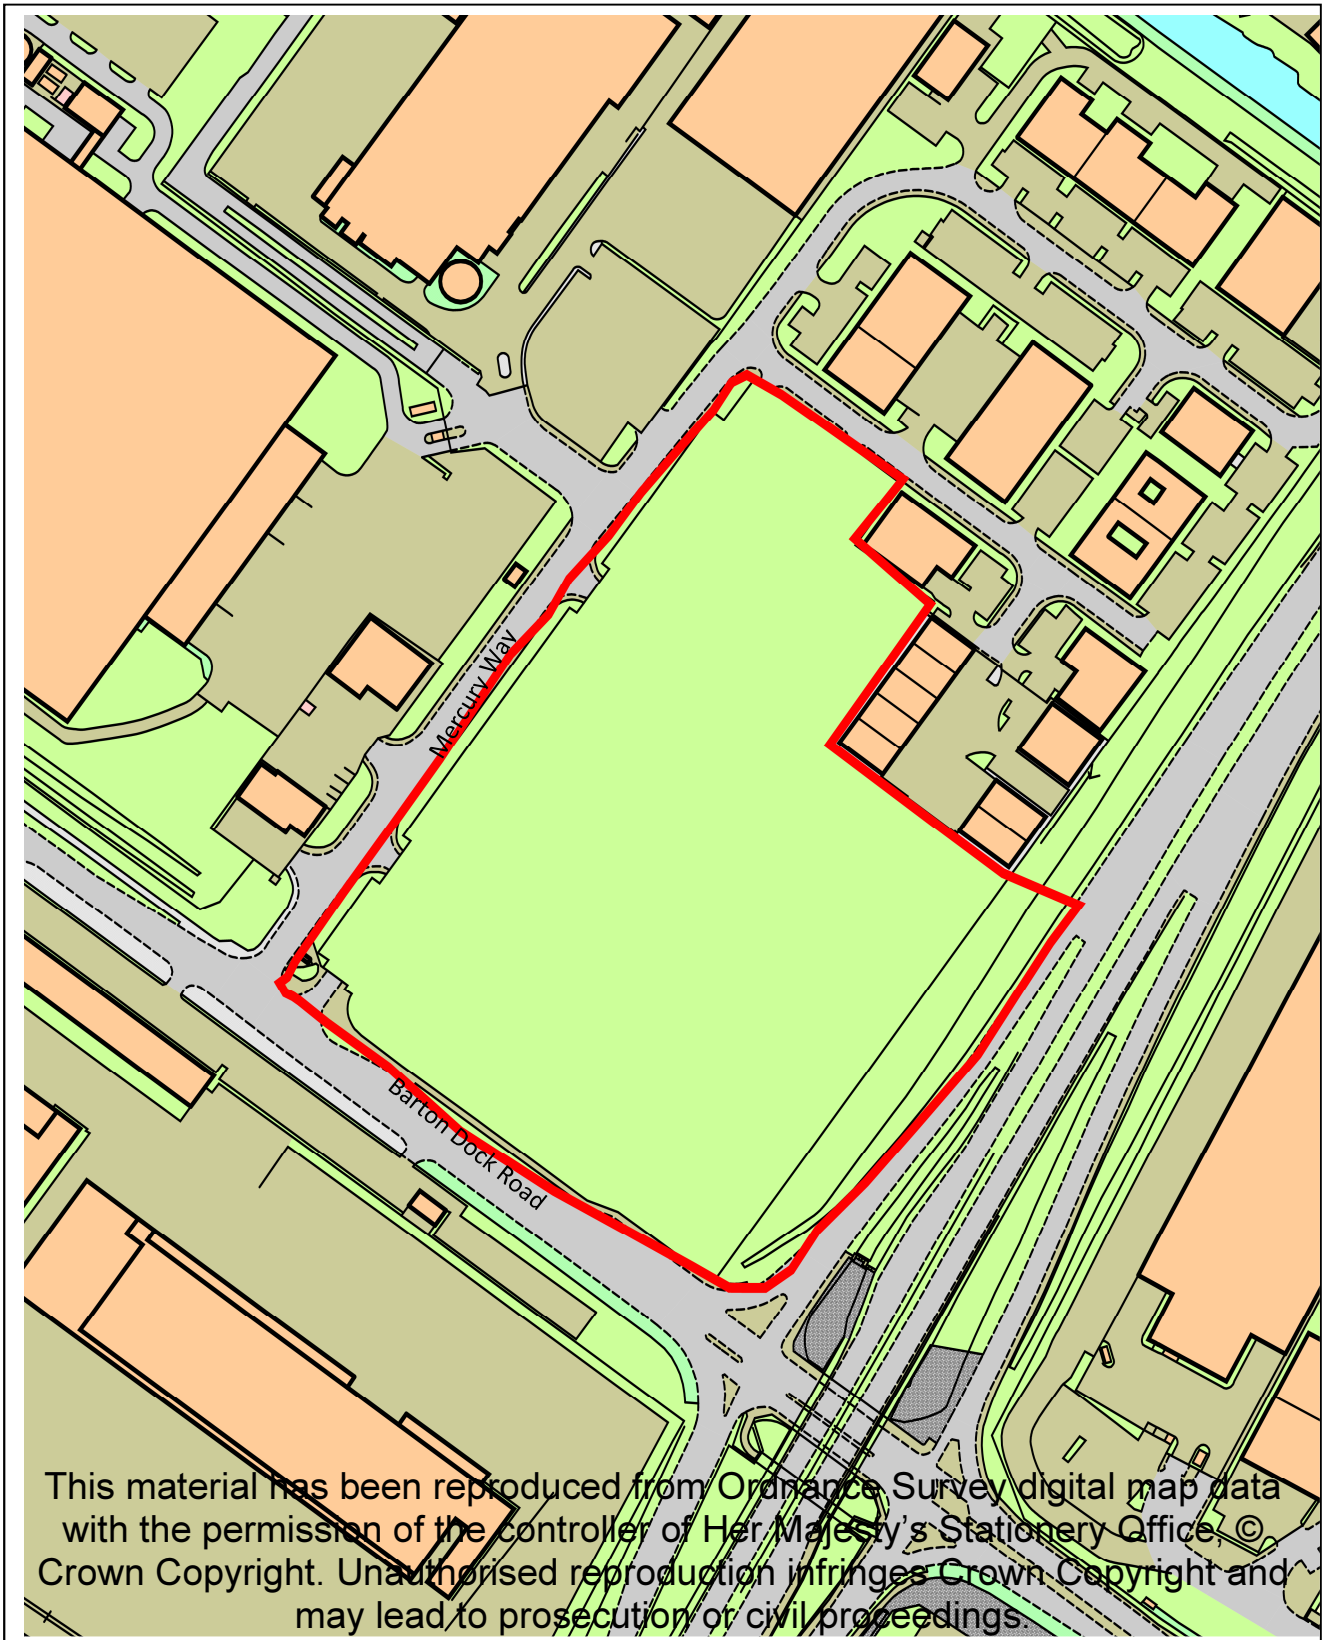 Mercury Way
Barton Dock Road
This material has been reproduced from Ordnance Survey digital map data
with the permission of the controller of Her Majesty's Stationery Office, ©
Crown Copyright. Unauthorised reproduction infringes Crown Copyright and
may lead to prosecution or civil proceedings.